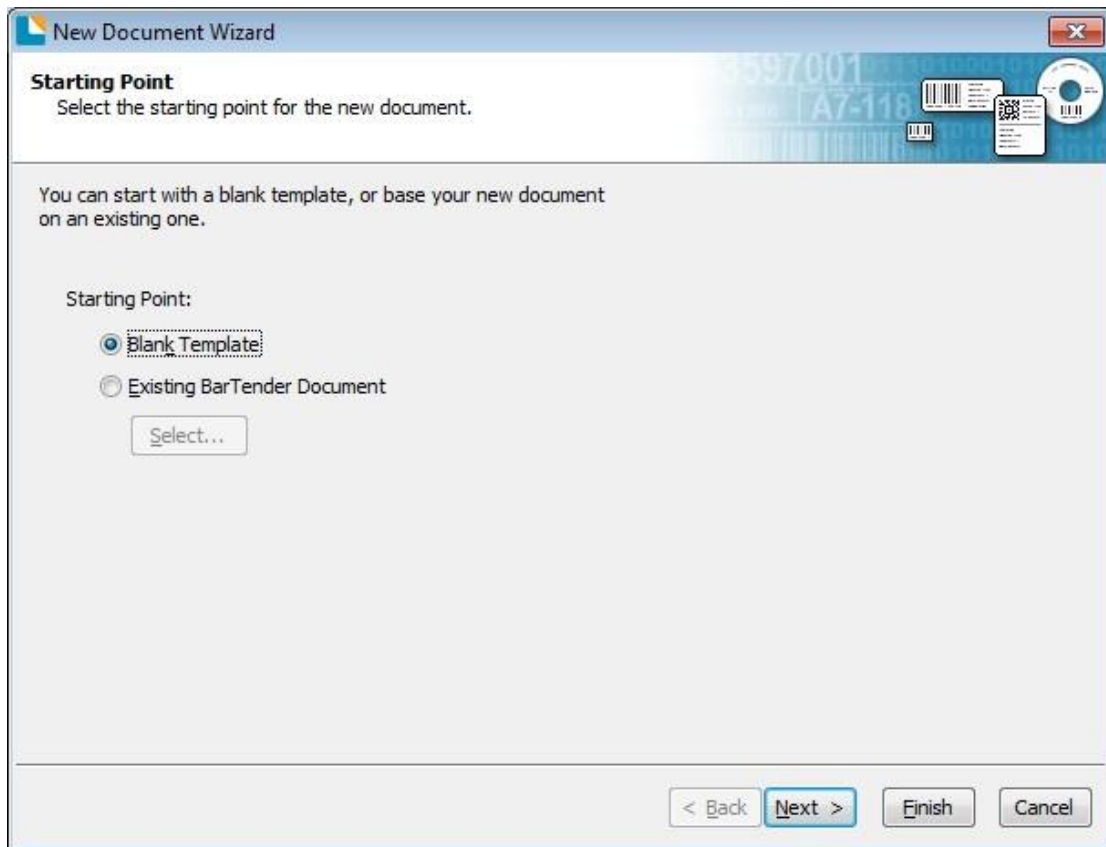 New Document Wizard
Starting Point
Select the starting point for the new document.
597001
A7-118
You can start with a blank template, or base your new document
on an existing one.
Starting Point:
Blank Template
Existing BarTender Document
Select...
< Back
Next >
Finish
Cancel